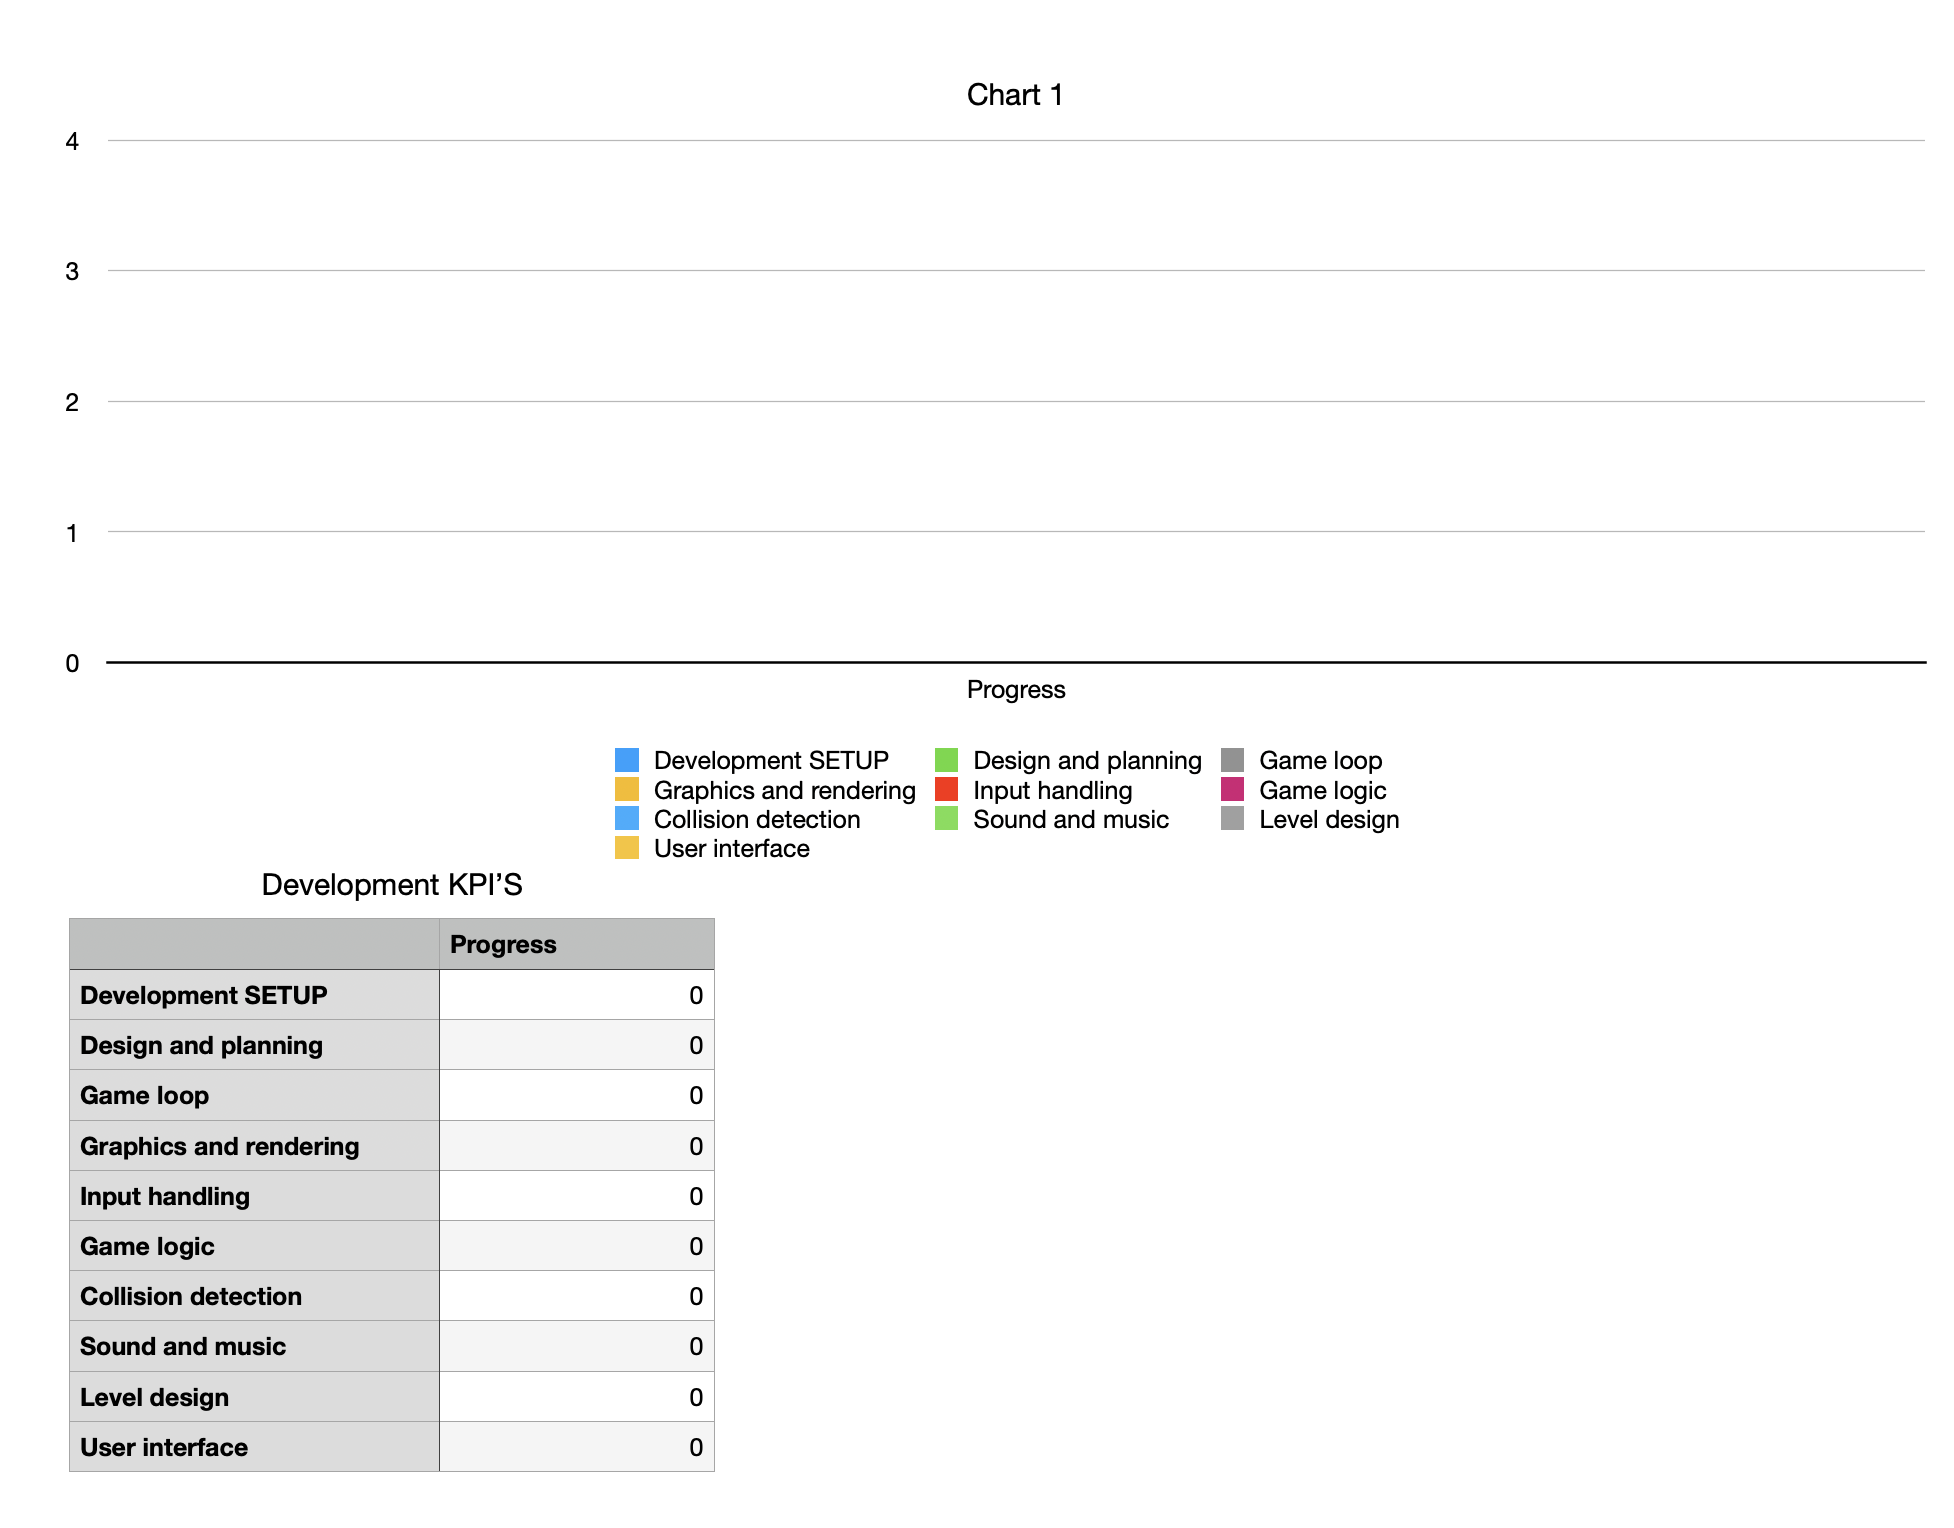 Chart 1
4
3
2
1
0
Progress
Development SETUP Design and planning Game loop
Graphics and rendering Input handling Game logic
Collision detection Sound and music Level design
User interface
Development KPI’S
Progress
Development SETUP 0
Design and planning 0
Game loop 0
Graphics and rendering 0
Input handling 0
Game logic 0
Collision detection 0
Sound and music 0
Level design 0
User interface 0